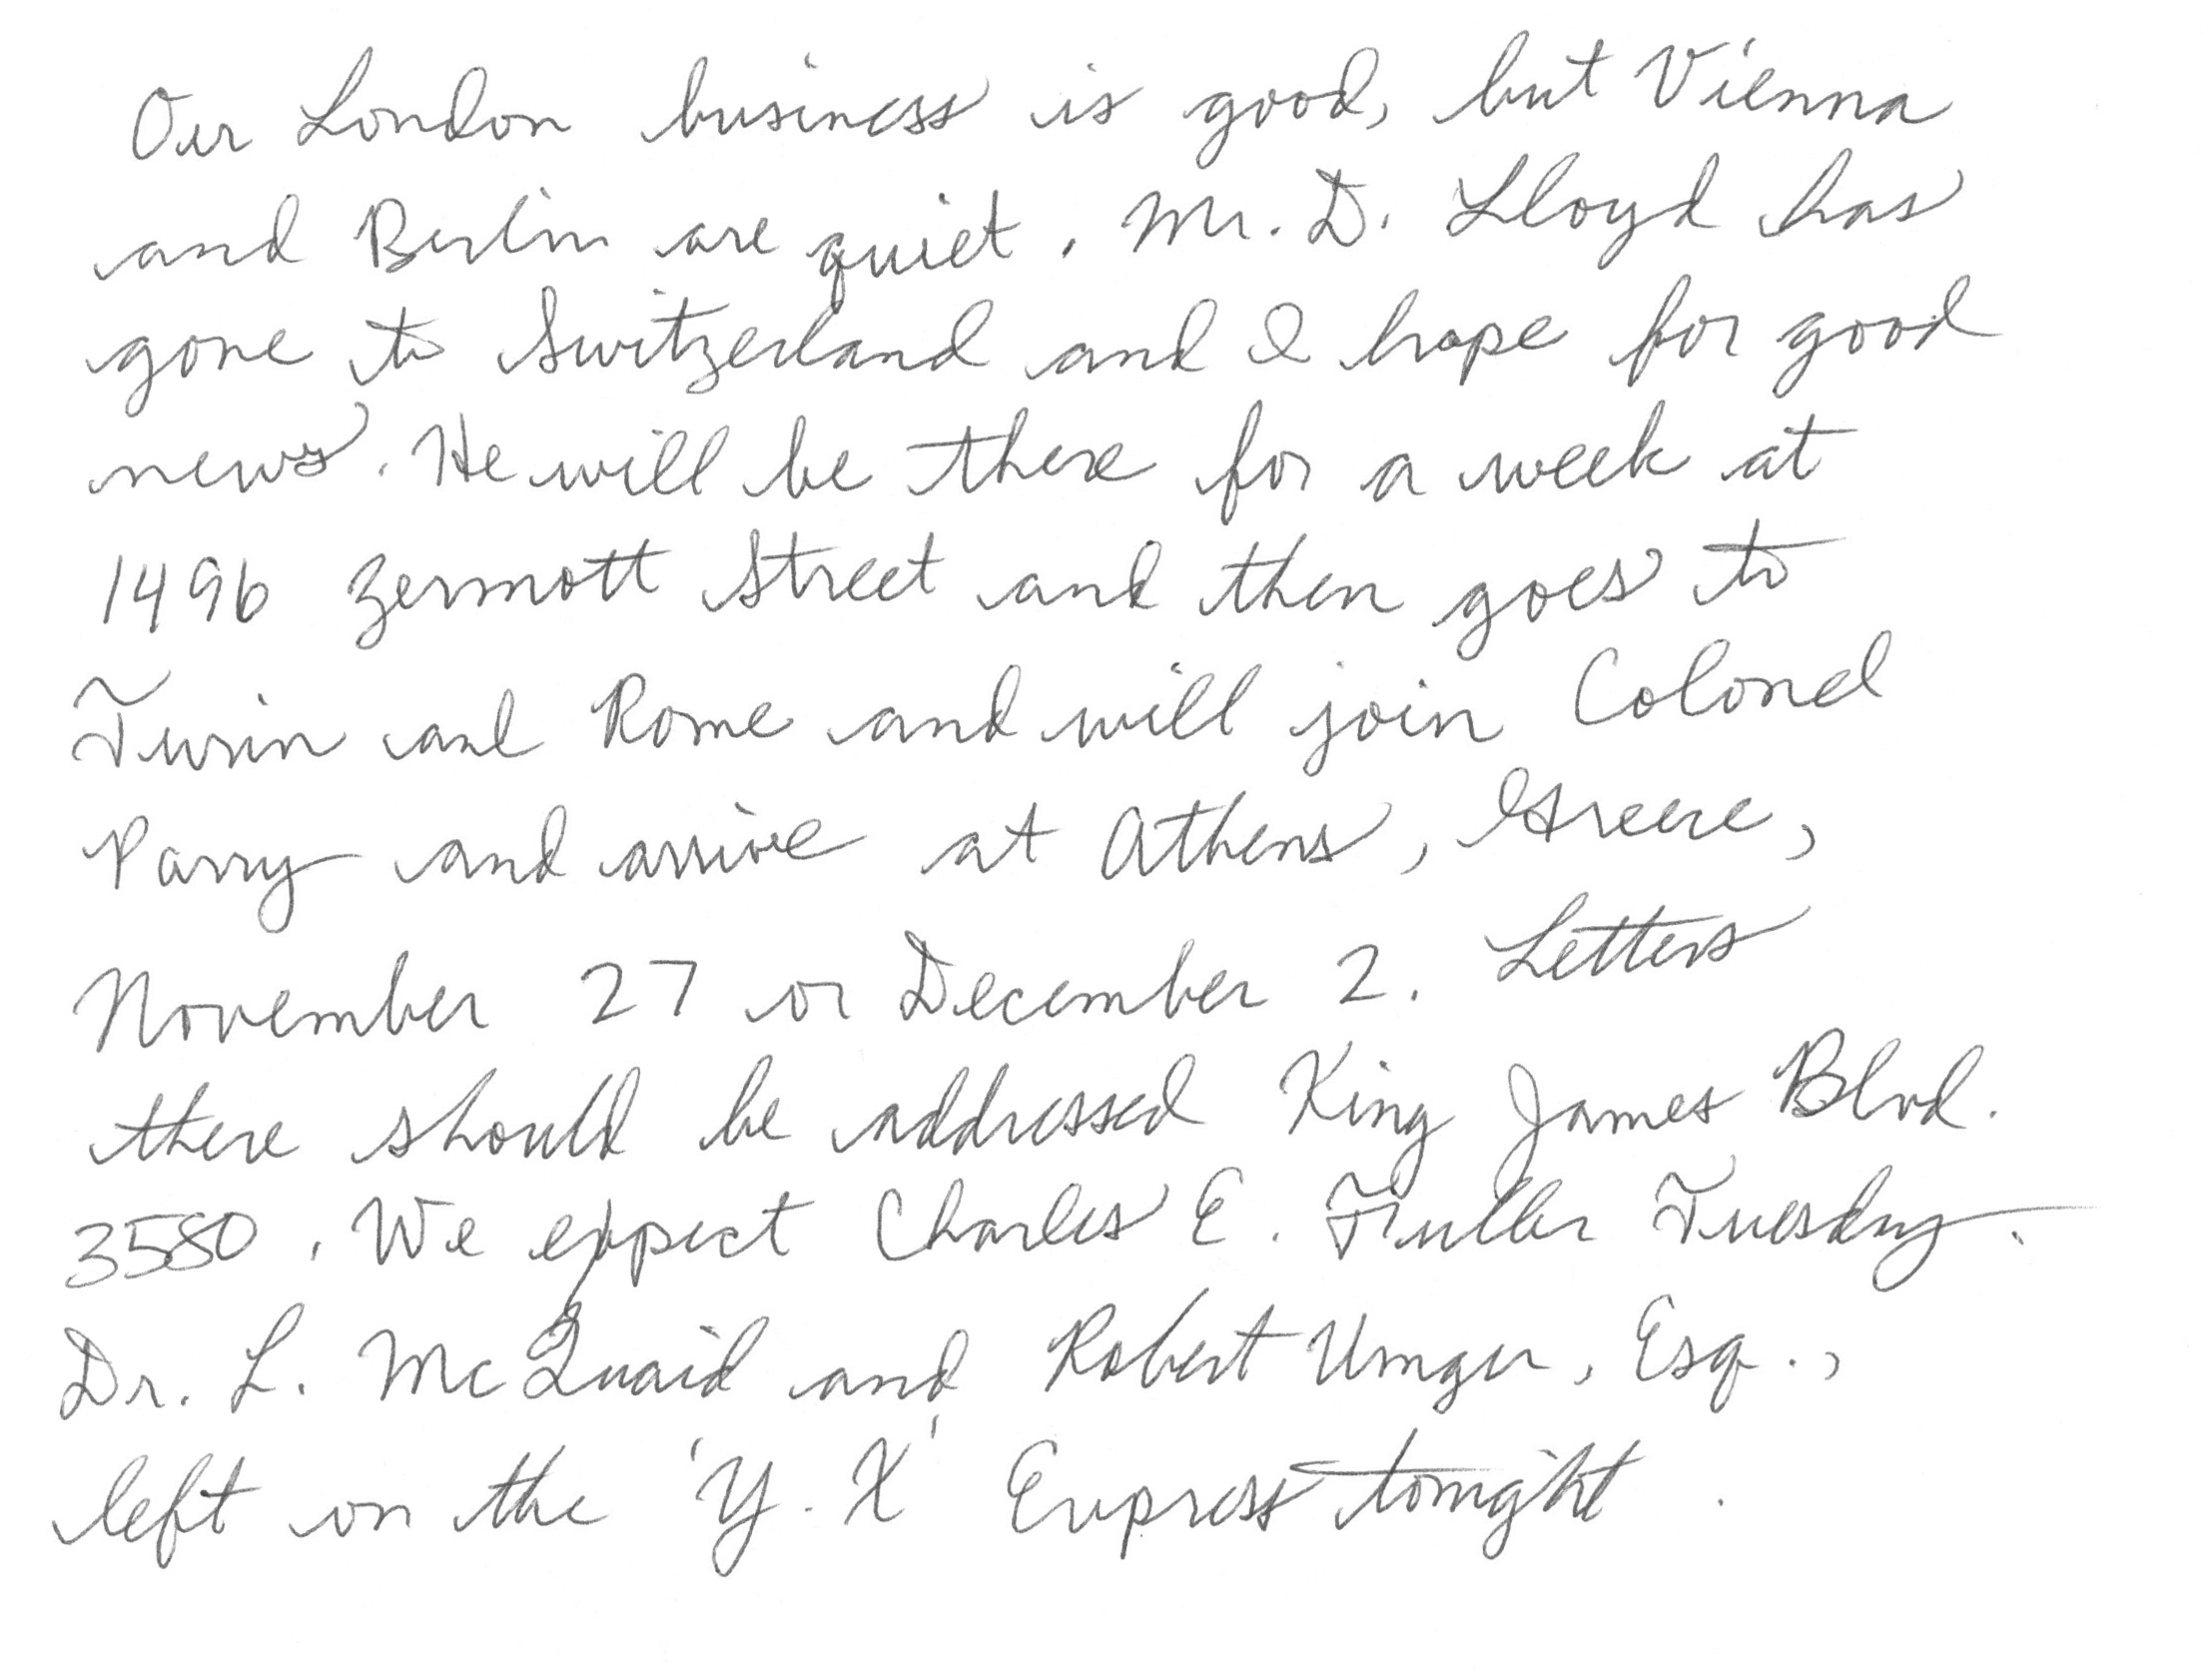 Our London business is good, but Vienna
and Berlin are quiet. Mr. D. Lloyd has
gone to Switzerland and I hope for good
news. He will be there for a week at
1496 Zermott Street and then goes to
Turin and Rome and will join Colonel
Parry and arrive at Athens, Greece,
November 27 or December 2. Letters
there should be addressed King James Blvd.
3580. We expect Charles E. Fuller Tuesday.
Dr. L. McQuaid and Robert Unger, Esq.,
left on the 'Y.X' Express tonight.